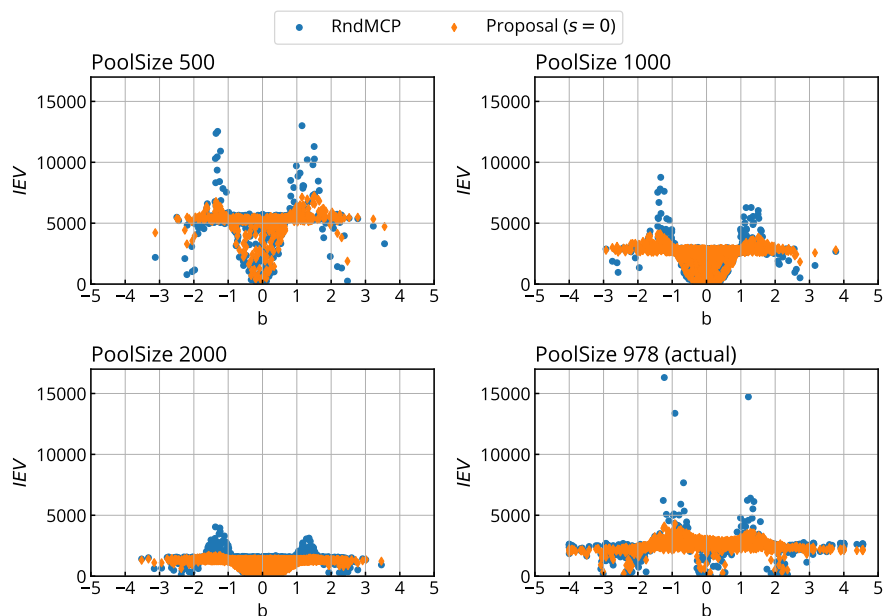 RndMCP Proposal (s = 0)
PoolSize 500
15000
10000
5000
0
IEV
−5 −4 −3 −2 −1 0 1 2 3 4 5
b
PoolSize 1000
15000
10000
5000
0
IEV
−5 −4 −3 −2 −1 0 1 2 3 4 5
b
PoolSize 2000
15000
10000
5000
0
IEV
−5 −4 −3 −2 −1 0 1 2 3 4 5
b
PoolSize 978 (actual)
15000
10000
5000
0
IEV
−5 −4 −3 −2 −1 0 1 2 3 4 5
b